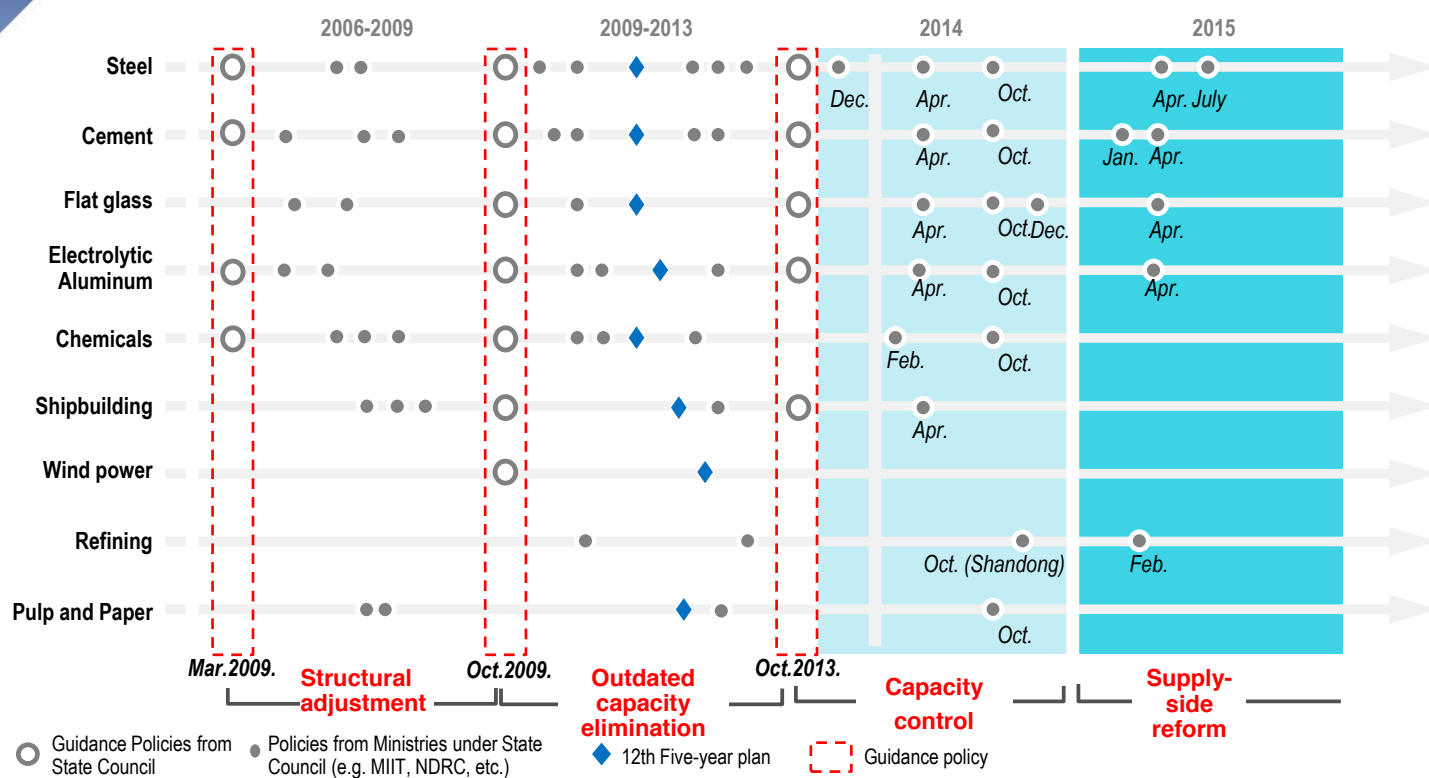 2006-2009 2009-2013 2014 2015
Steel
Dec. Apr. Oct. Apr. July
Cement
Apr. Oct. Jan. Apr.
Flat glass
Apr. Oct. Dec. Apr.
Electrolytic
Aluminum
Apr. Oct. Apr.
Chemicals
Feb. Oct.
Shipbuilding
Apr.
Wind power
Refining
Oct. (Shandong) Feb.
Pulp and Paper
Oct.
Mar.2009. Oct.2009. Oct.2013.
Structural
adjustment
Outdated
capacity
elimination
Capacity
control
Supply-
side
reform
Guidance Policies from
State Council
Policies from Ministries under State
Council (e.g. MIIT, NDRC, etc.)
12th Five-year plan
Guidance policy